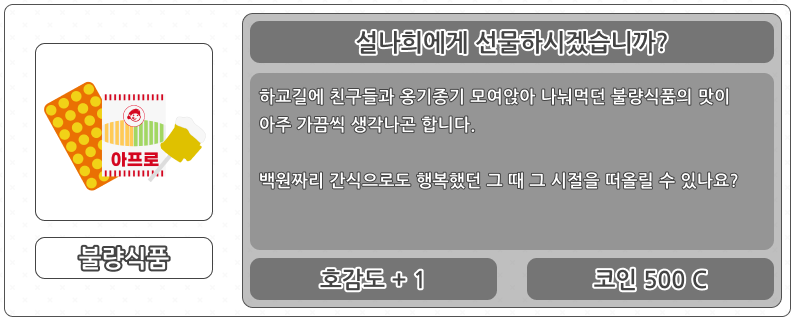 설나희에게 선물하시겠습니까?
하교길에 친구들과 옹기종기 모여앉아 나눠먹던 불량식품의 맛이
아주 가끔씩 생각나곤 합니다.
백원짜리 간식으로도 행복했던 그 때 그 시절을 떠올릴 수 있나요?
아프로
불량식품
호감도 + 1
코인 500 C